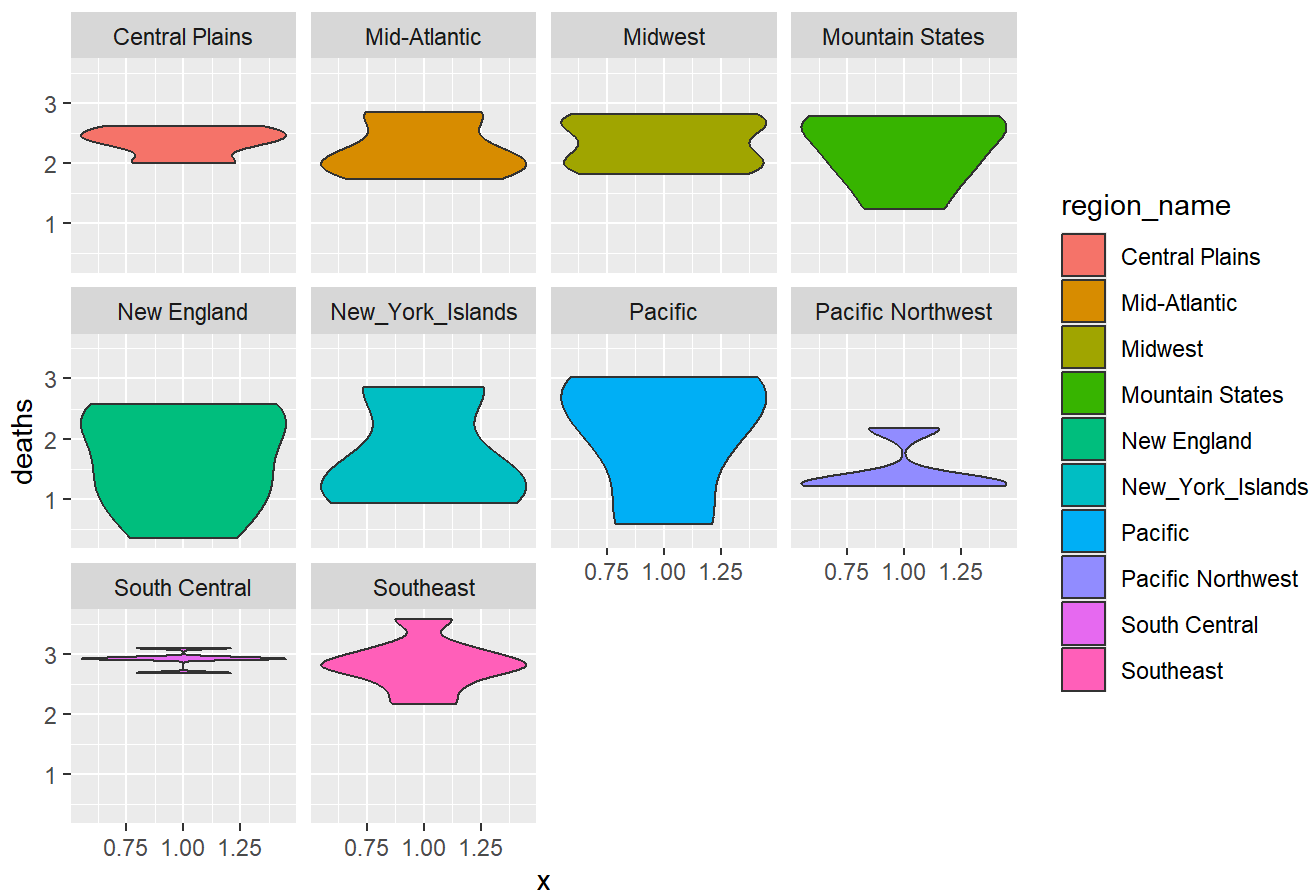 Central Plains Mid-Atlantic Midwest Mountain States
3
2
1
New England New_York_Islands Pacific Pacific Northwest
3
2
1
0.75 1.00 1.25 0.75 1.00 1.25
South Central Southeast
3
2
1
0.75 1.00 1.25 0.75 1.00 1.25
x
deaths
region_name
Central Plains
Mid-Atlantic
Midwest
Mountain States
New England
New_York_Islands
Pacific
Pacific Northwest
South Central
Southeast